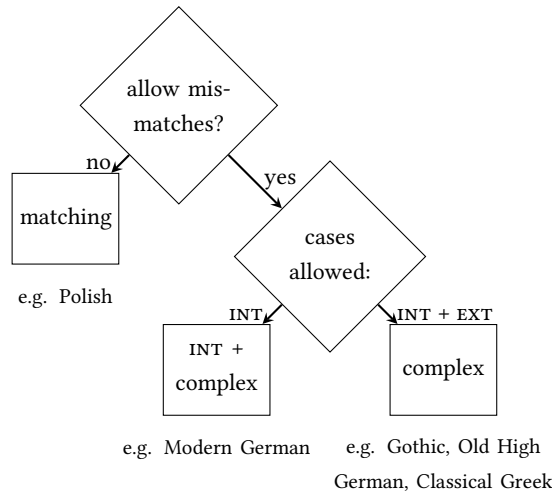 allow mis-
matches?
no
yes
matching
e.g. Polish
cases
allowed:
INT
INT + EXT
INT +
complex
complex
e.g. Modern German
e.g. Gothic, Old High
German, Classical Greek